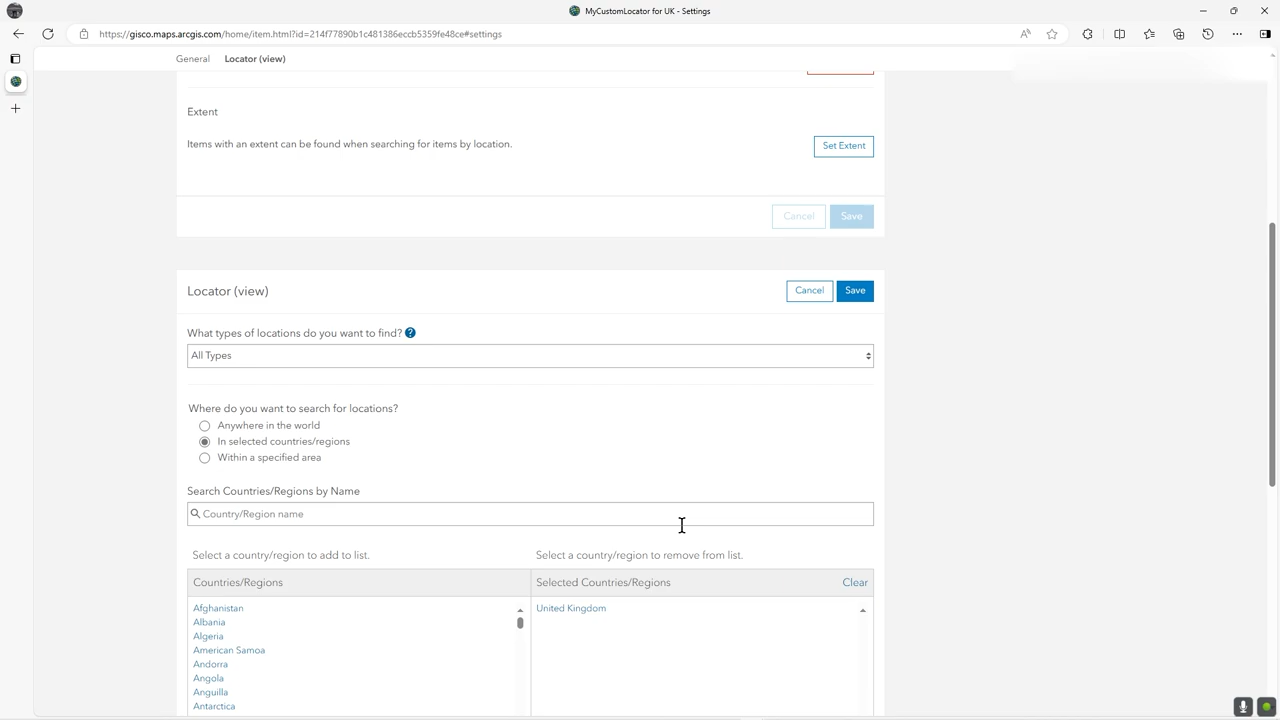 MyCustomLocator for UK - Settings
https://gisco.maps.arcgis.com/home/item.html?id=214f77890b1c481386eccb5359fe48ce#settings
General Locator (view)
Extent
Items with an extent can be found when searching for items by location.
Set Extent
Cancel Save
Locator (view)
Cancel Save
What types of locations do you want to find? ?
All Types
Where do you want to search for locations?
Anywhere in the world
In selected countries/regions
Within a specified area
Search Countries/Regions by Name
Country/Region name
Select a country/region to add to list. Select a country/region to remove from list.
Countries/Regions Selected Countries/Regions Clear
Afghanistan United Kingdom
Albania
Algeria
American Samoa
Andorra
Angola
Anguilla
Antarctica